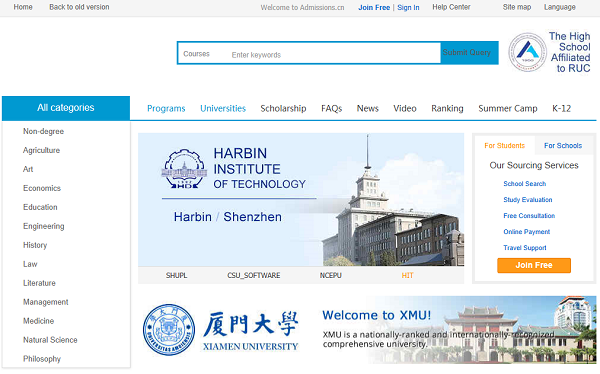 Home Back to old version Welcome to Admissions.cn Join Free | Sign In Help Center Site map Language
Courses Enter keywords Submit Query
The High
School
Affiliated
to RUC
All categories
Programs Universities Scholarship FAQs News Video Ranking Summer Camp K-12
Non-degree
Agriculture
Art
Economics
Education
Engineering
History
Law
Literature
Management
Medicine
Natural Science
Philosophy
HARBIN
INSTITUTE
OF TECHNOLOGY
Harbin / Shenzhen
SHUPL CSU_SOFTWARE NCEPU HIT
For Students For Schools
Our Sourcing Services
School Search
Study Evaluation
Free Consultation
Online Payment
Travel Support
Join Free
厦門大學
XIAMEN UNIVERSITY
Welcome to XMU!
XMU is a nationally-ranked and internationally-recognized
comprehensive university.